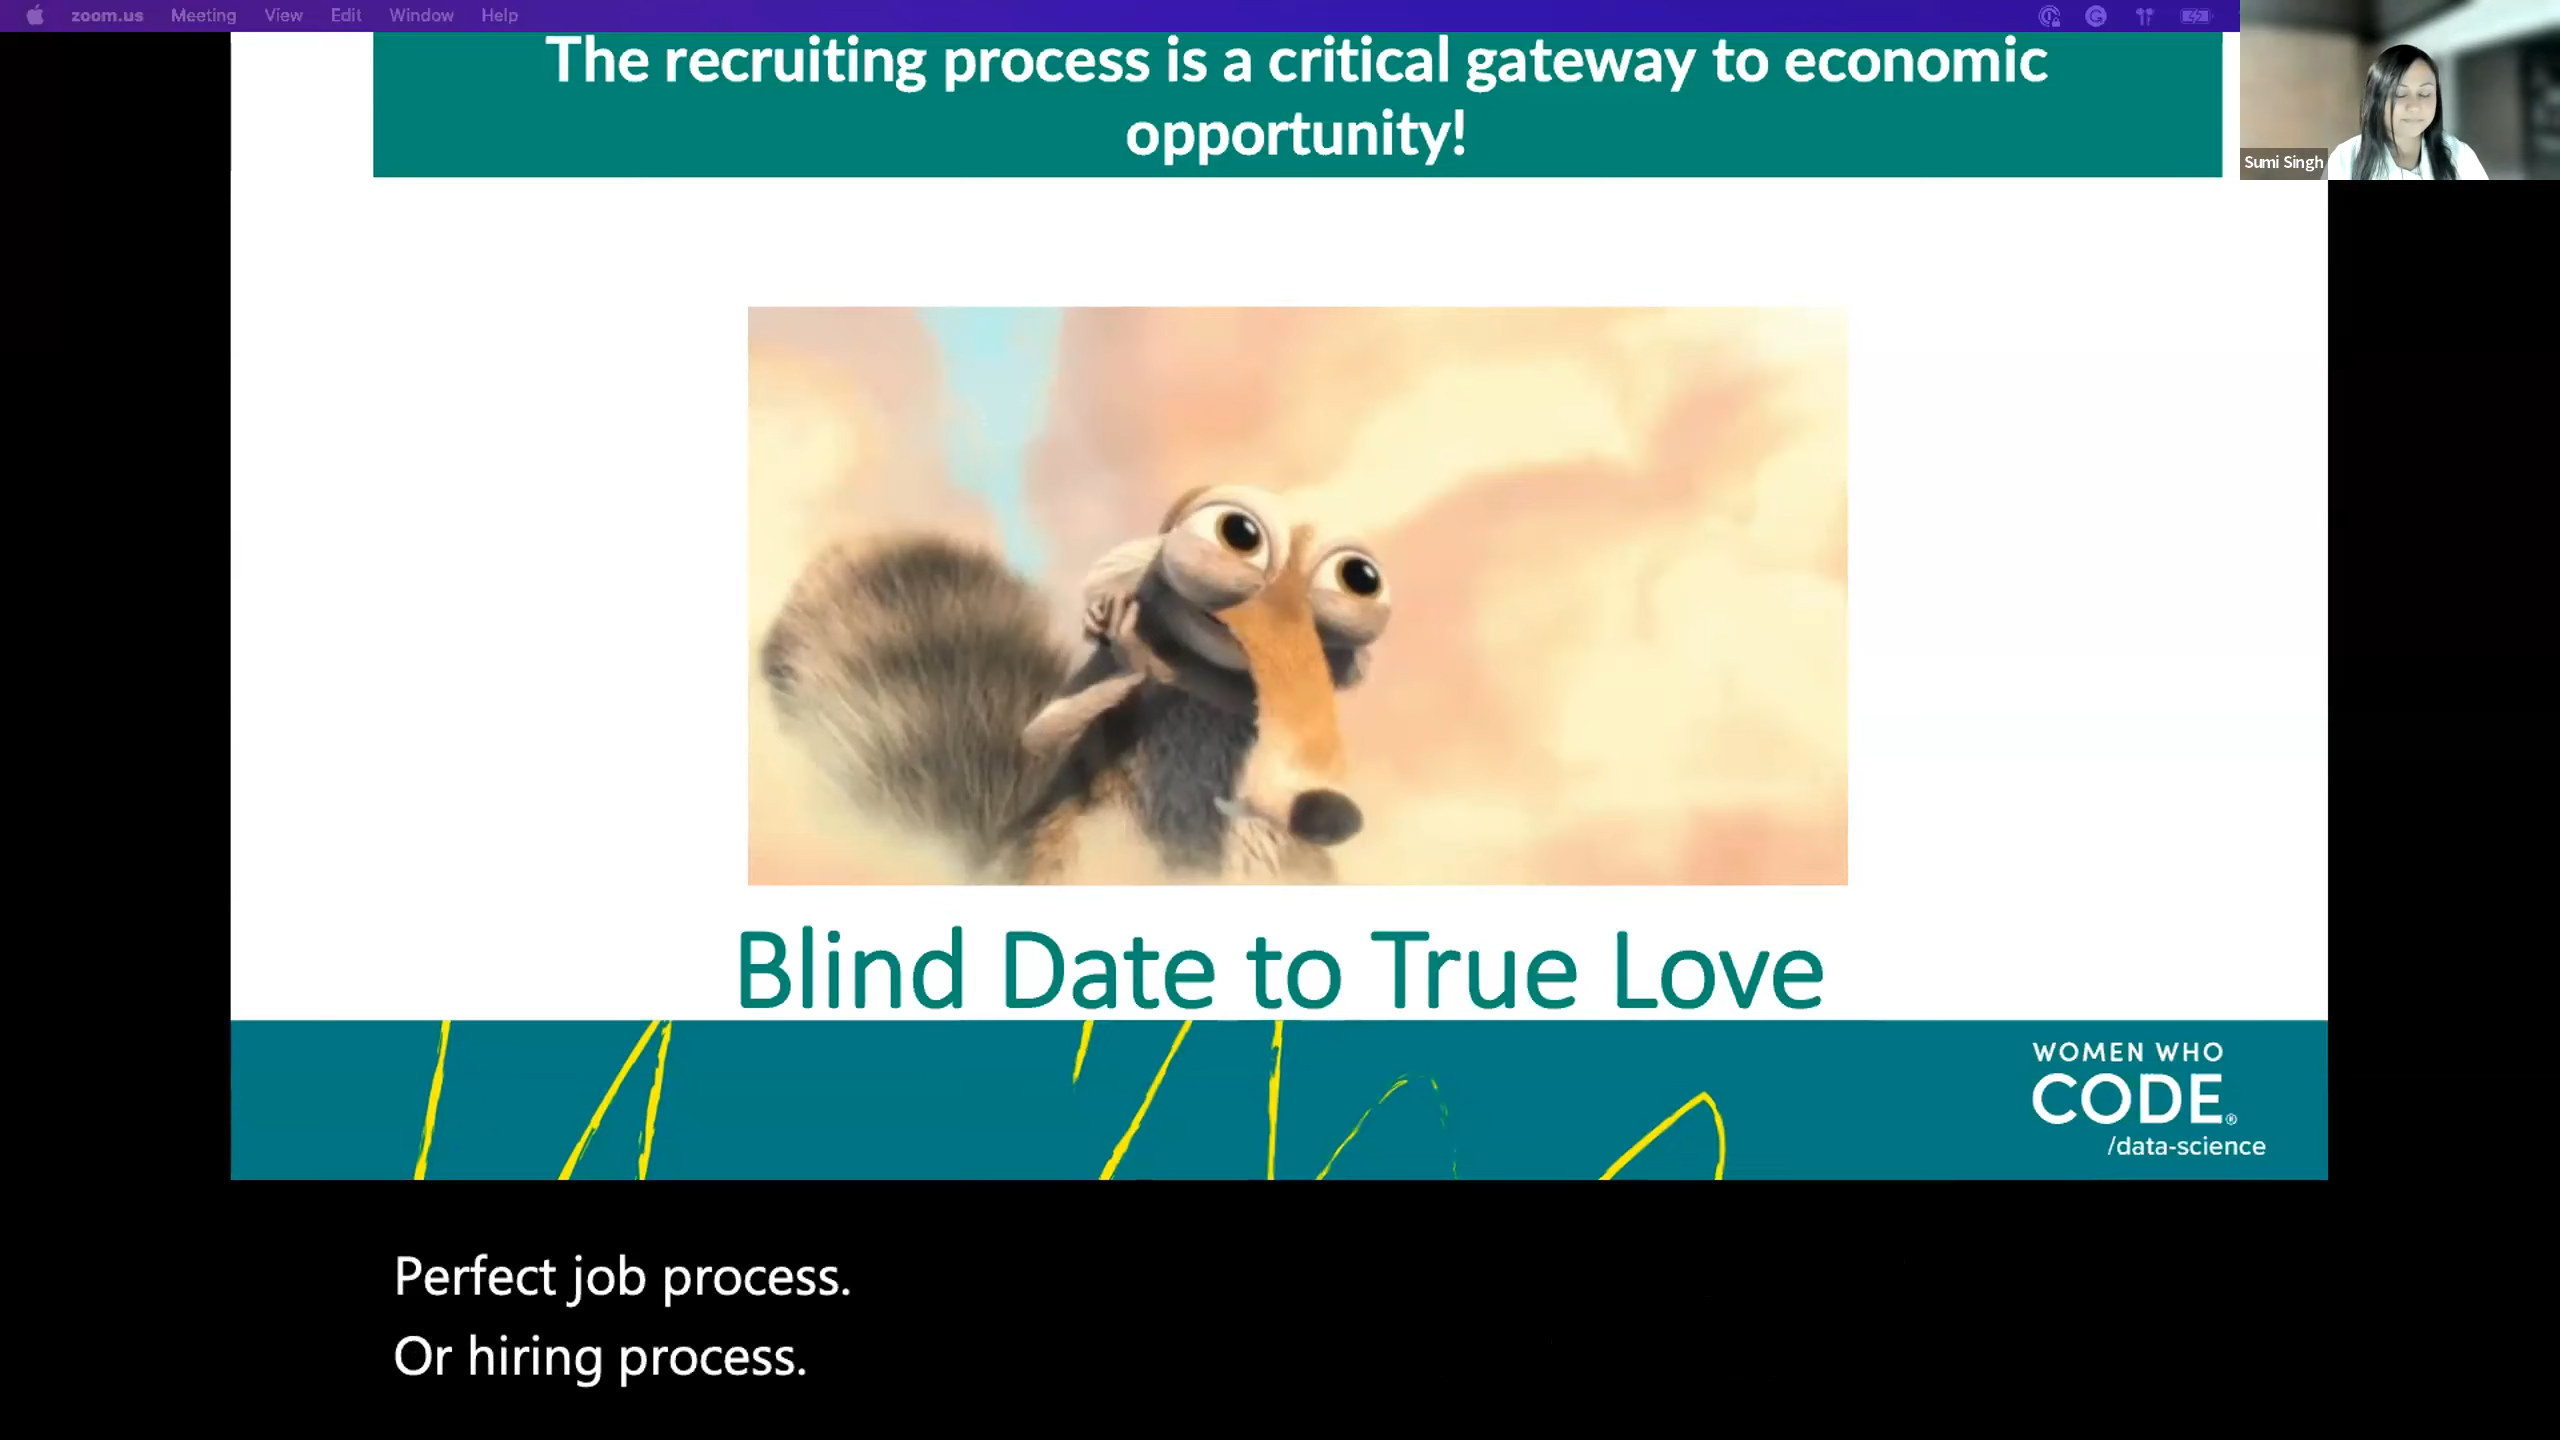 zoom.us Meeting View Edit Window Help
The recruiting process is a critical gateway to economic
opportunity!
Sumi Singh
Blind Date to True Love
WOMEN WHO
CODE®
/data-science
Perfect job process.
Or hiring process.